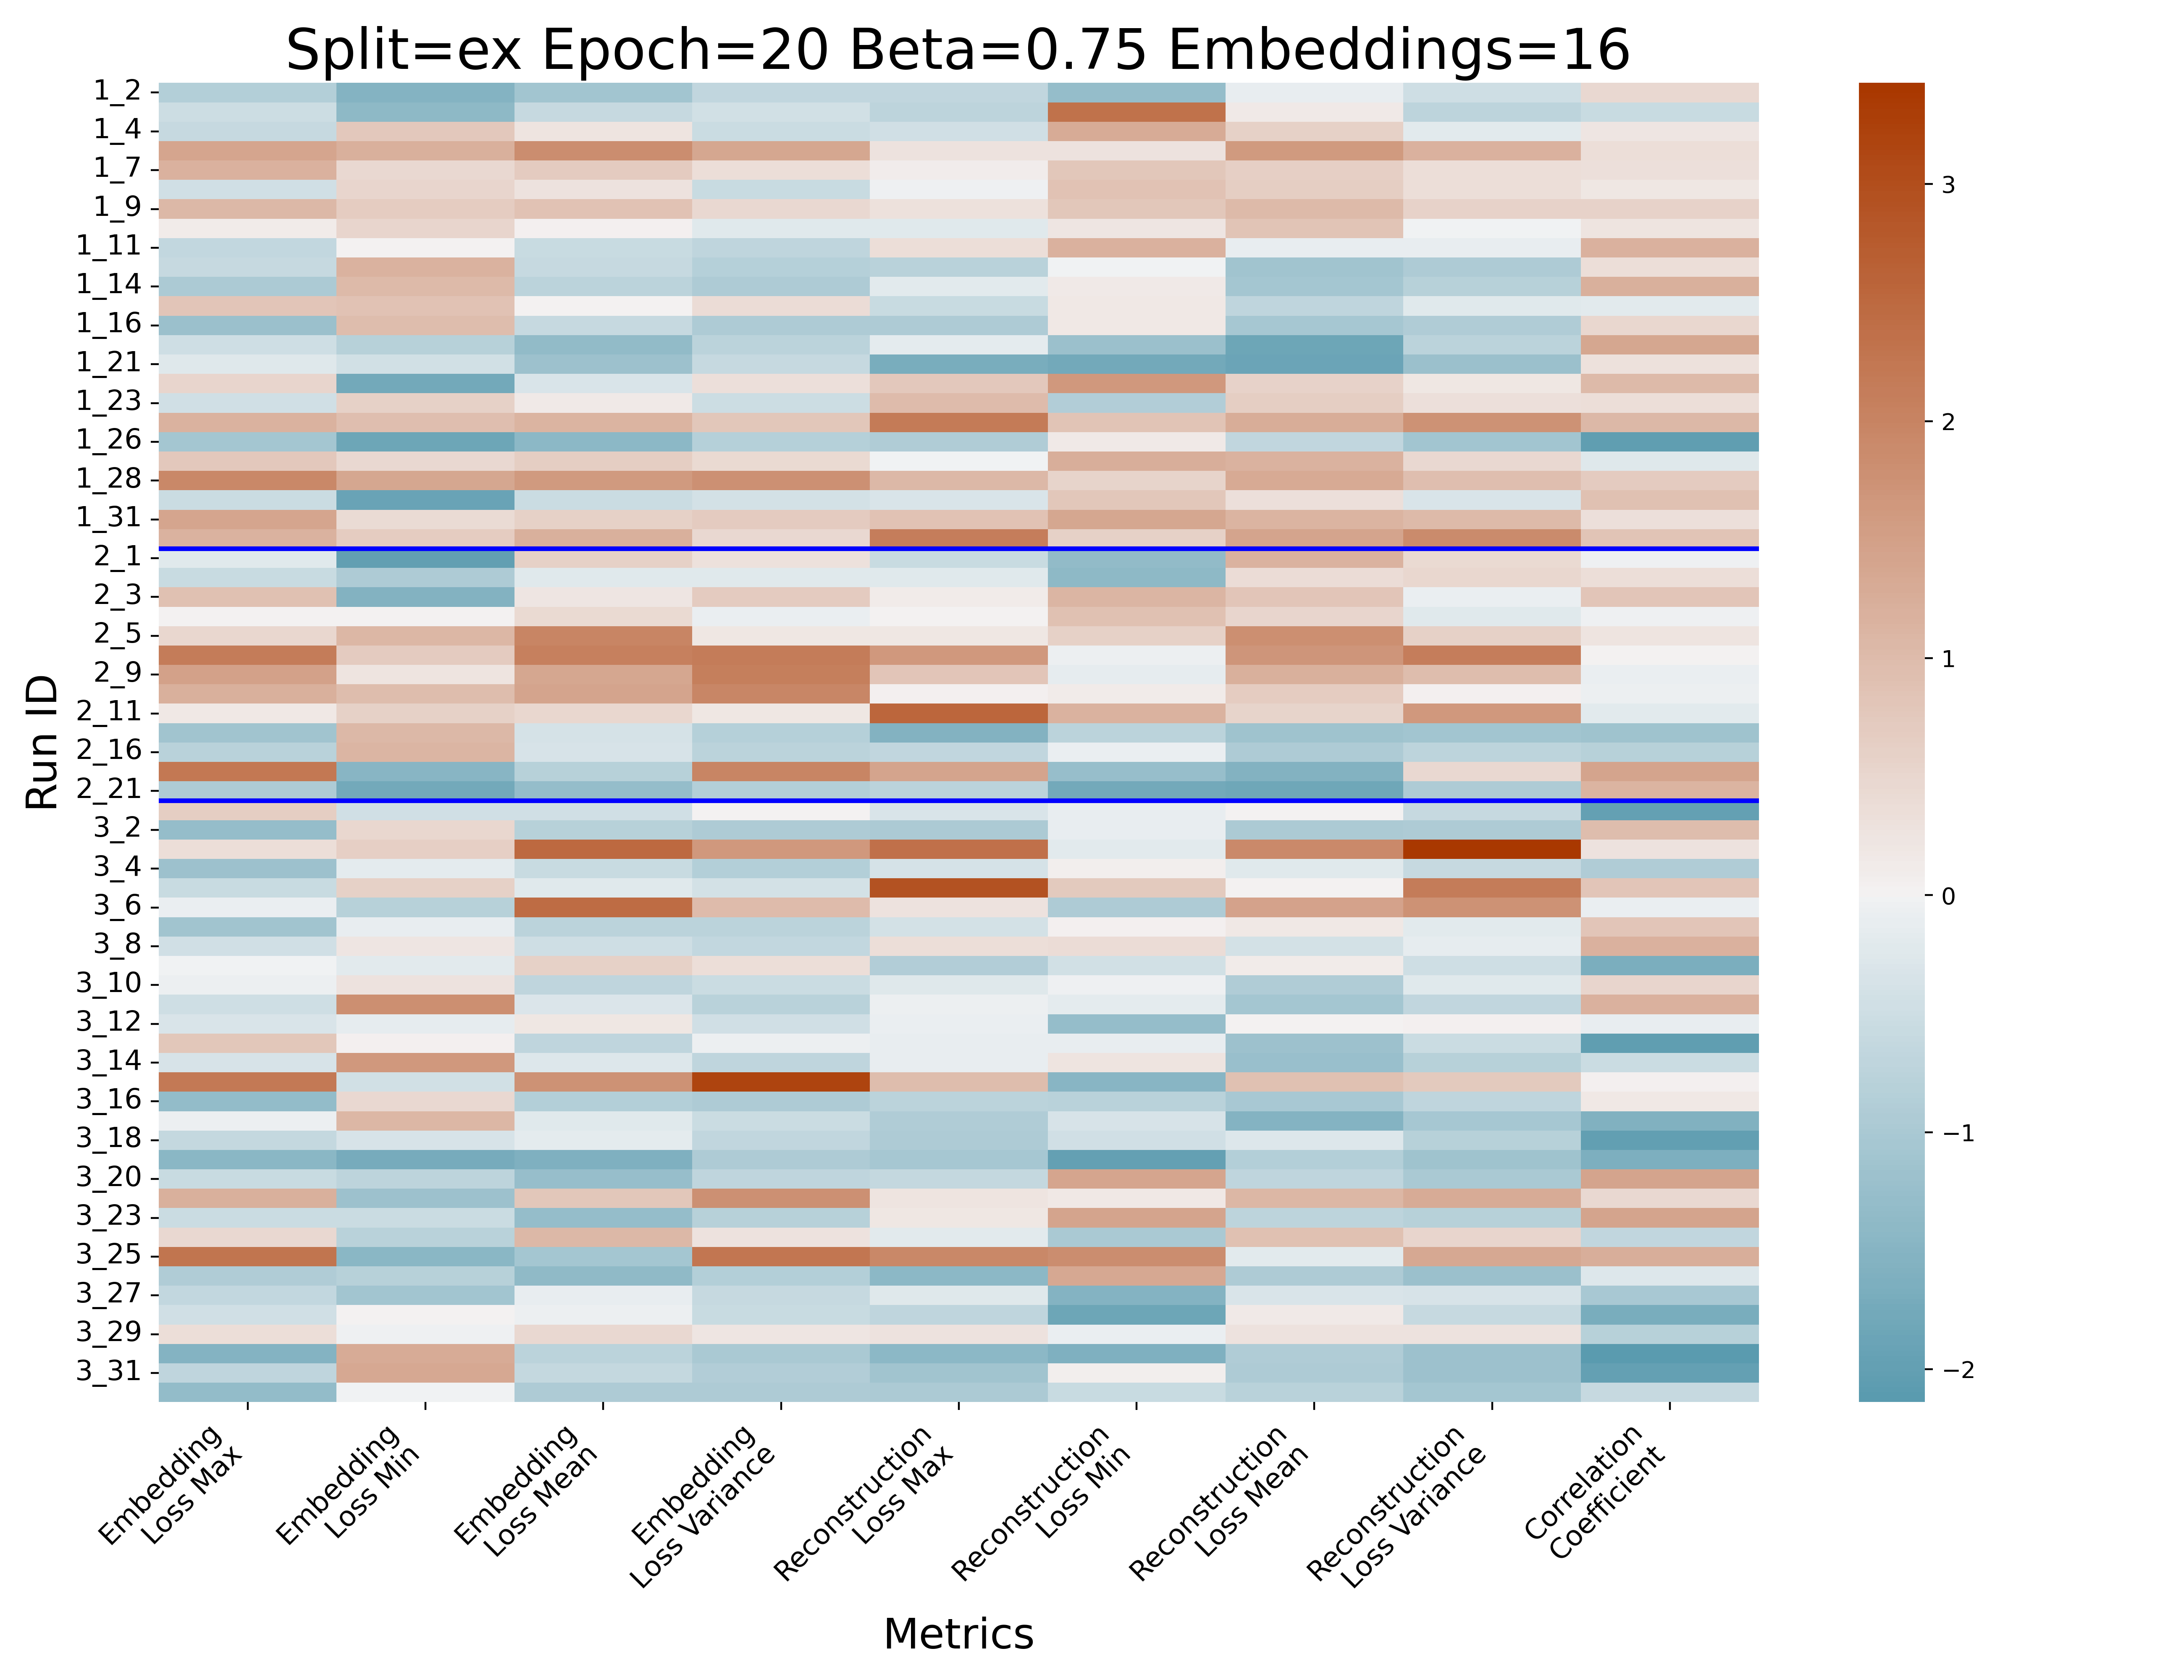 Split=ex Epoch=20 Beta=0.75 Embeddings=16
Run ID
1_2
1_4
1_7
1_9
1_11
1_14
1_16
1_21
1_23
1_26
1_28
1_31
2_1
2_3
2_5
2_9
2_11
2_16
2_21
3_2
3_4
3_6
3_8
3_10
3_12
3_14
3_16
3_18
3_20
3_23
3_25
3_27
3_29
3_31
3
2
1
0
−1
−2
Embedding
Loss Max
Embedding
Loss Min
Embedding
Loss Mean
Embedding
Loss Variance
Reconstruction
Loss Max
Reconstruction
Loss Min
Reconstruction
Loss Mean
Reconstruction
Loss Variance
Correlation
Coefficient
Metrics